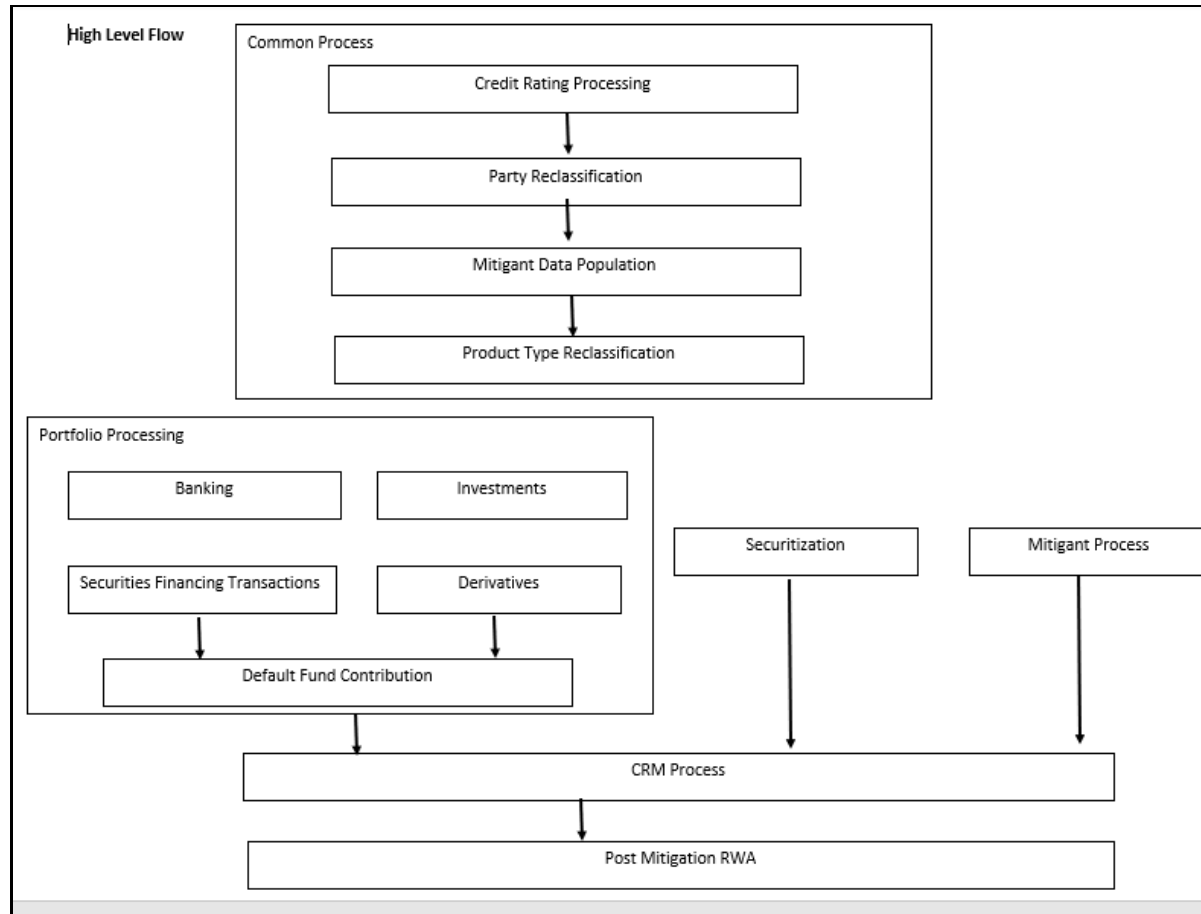 High Level Flow
Common Process
Credit Rating Processing
Party Reclassification
Mitigant Data Population
Product Type Reclassification
Portfolio Processing
Banking
Investments
Securitization
Mitigant Process
Securities Financing Transactions
Derivatives
Default Fund Contribution
CRM Process
Post Mitigation RWA